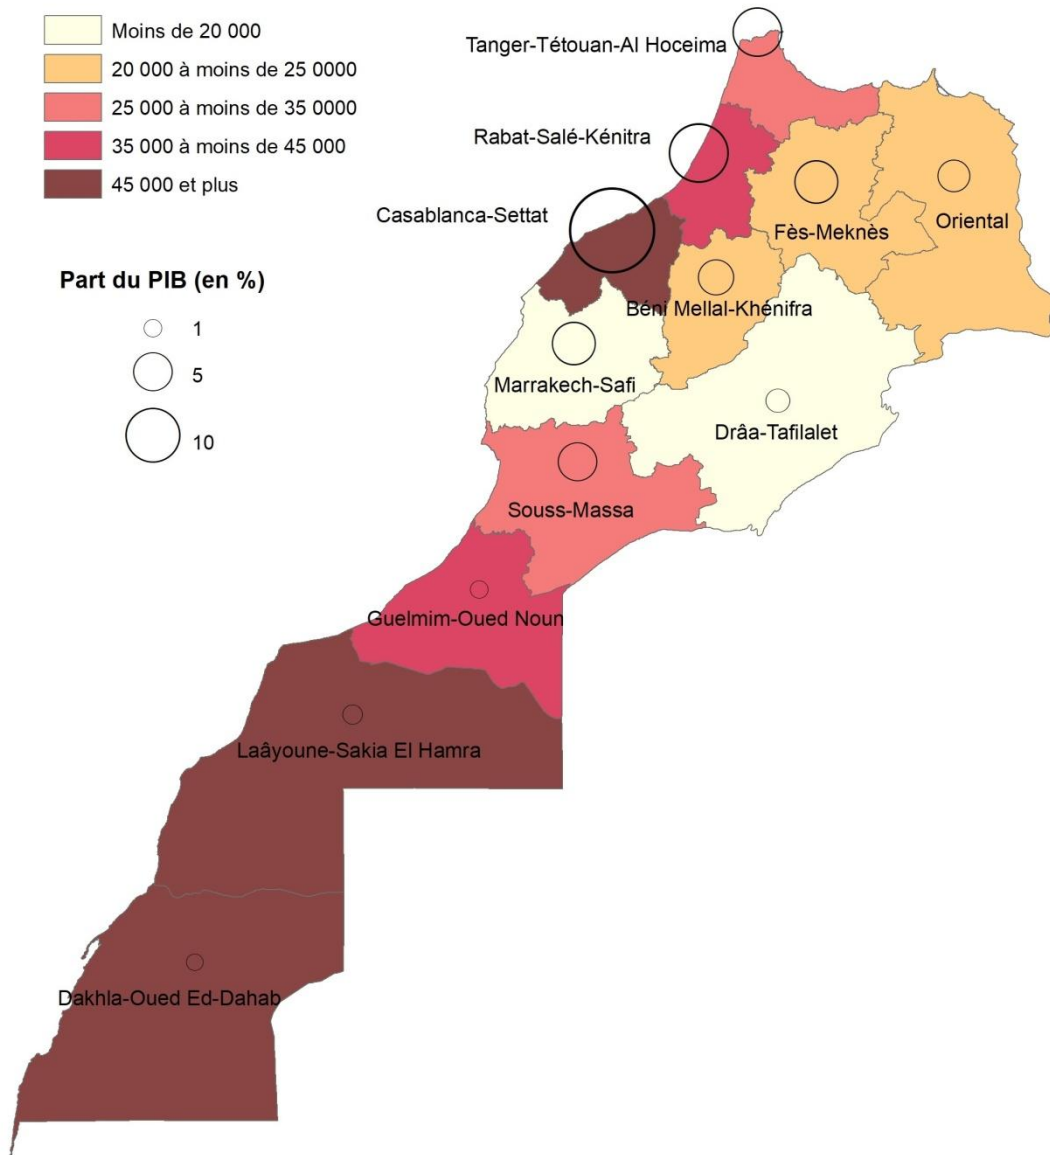 Moins de 20 000
20 000 à moins de 25 0000
25 000 à moins de 35 0000
35 000 à moins de 45 000
45 000 et plus
Part du PIB (en %)
1
5
10
Tanger-Tétouan-Al Hoceima
Rabat-Salé-Kénitra
Casablanca-Settat
Fès-Meknès
Oriental
Béni Mellal-Khénifra
Marrakech-Safi
Drâa-Tafilalet
Souss-Massa
Guelmim-Oued Noun
Laâyoune-Sakia El Hamra
Dakhla-Oued Ed-Dahab